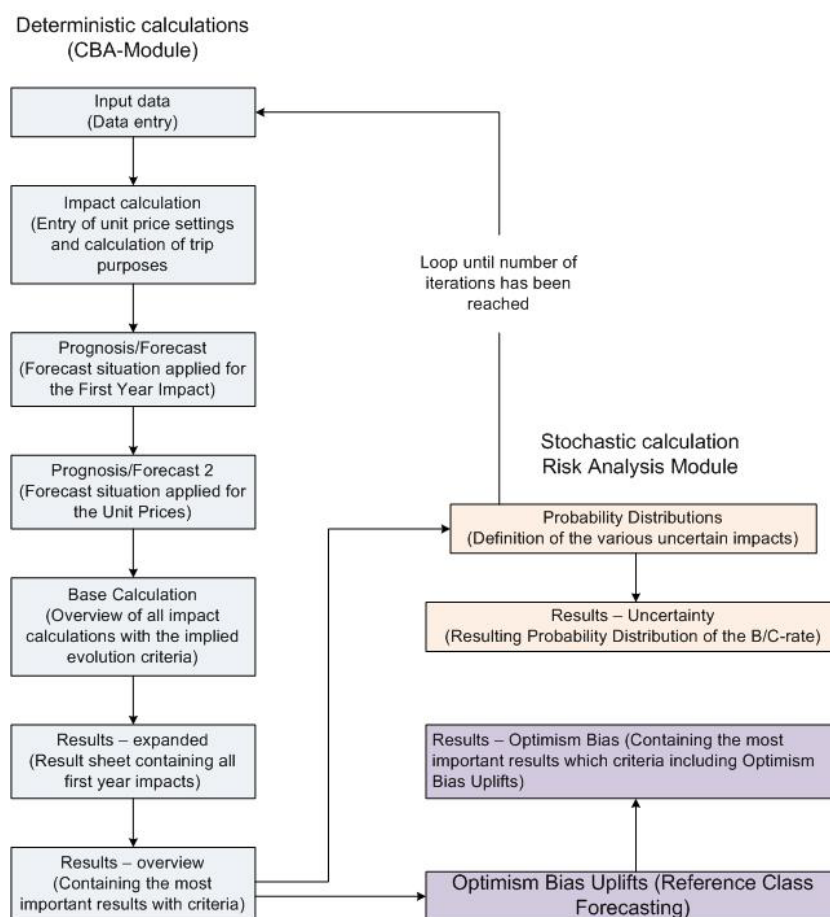 Deterministic calculations
(CBA-Module)
Input data
(Data entry)
Impact calculation
(Entry of unit price settings
and calculation of trip
purposes
Prognosis/Forecast
(Forecast situation applied for
the First Year Impact)
Prognosis/Forecast 2
(Forecast situation applied for
the Unit Prices)
Base Calculation
(Overview of all impact
calculations with the implied
evolution criteria)
Results – expanded
(Result sheet containing all
first year impacts)
Results – overview
(Containing the most
important results with criteria)
Loop until number of
iterations has been
reached
Stochastic calculation
Risk Analysis Module
Probability Distributions
(Definition of the various uncertain impacts)
Results – Uncertainty
(Resulting Probability Distribution of the B/C-rate)
Results – Optimism Bias (Containing the most
important results which criteria including Optimism
Bias Uplifts)
Optimism Bias Uplifts (Reference Class
Forecasting)